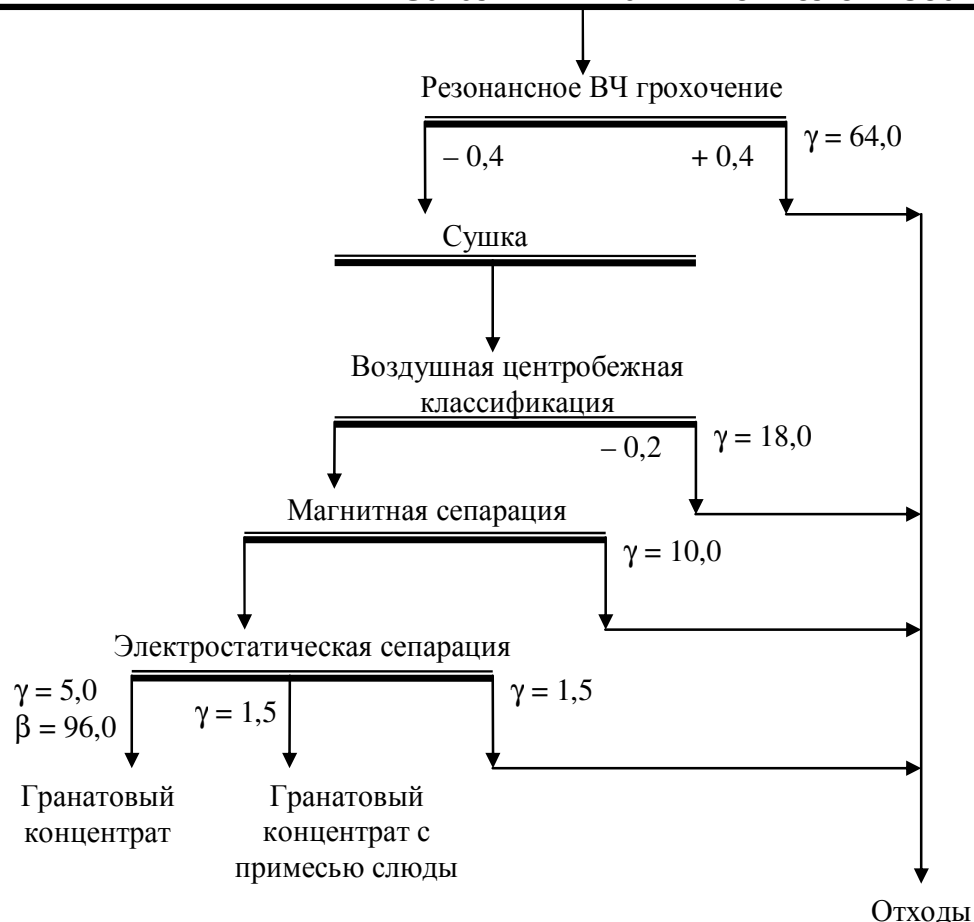 Резонансное ВЧ грохочение
γ = 64,0
– 0,4
+ 0,4
Сушка
Воздушная центробежная
классификация
– 0,2
γ = 18,0
Магнитная сепарация
γ = 10,0
Электростатическая сепарация
γ = 5,0
β = 96,0
γ = 1,5
γ = 1,5
Гранатовый
концентрат
Гранатовый
концентрат с
примесью слюды
Отходы